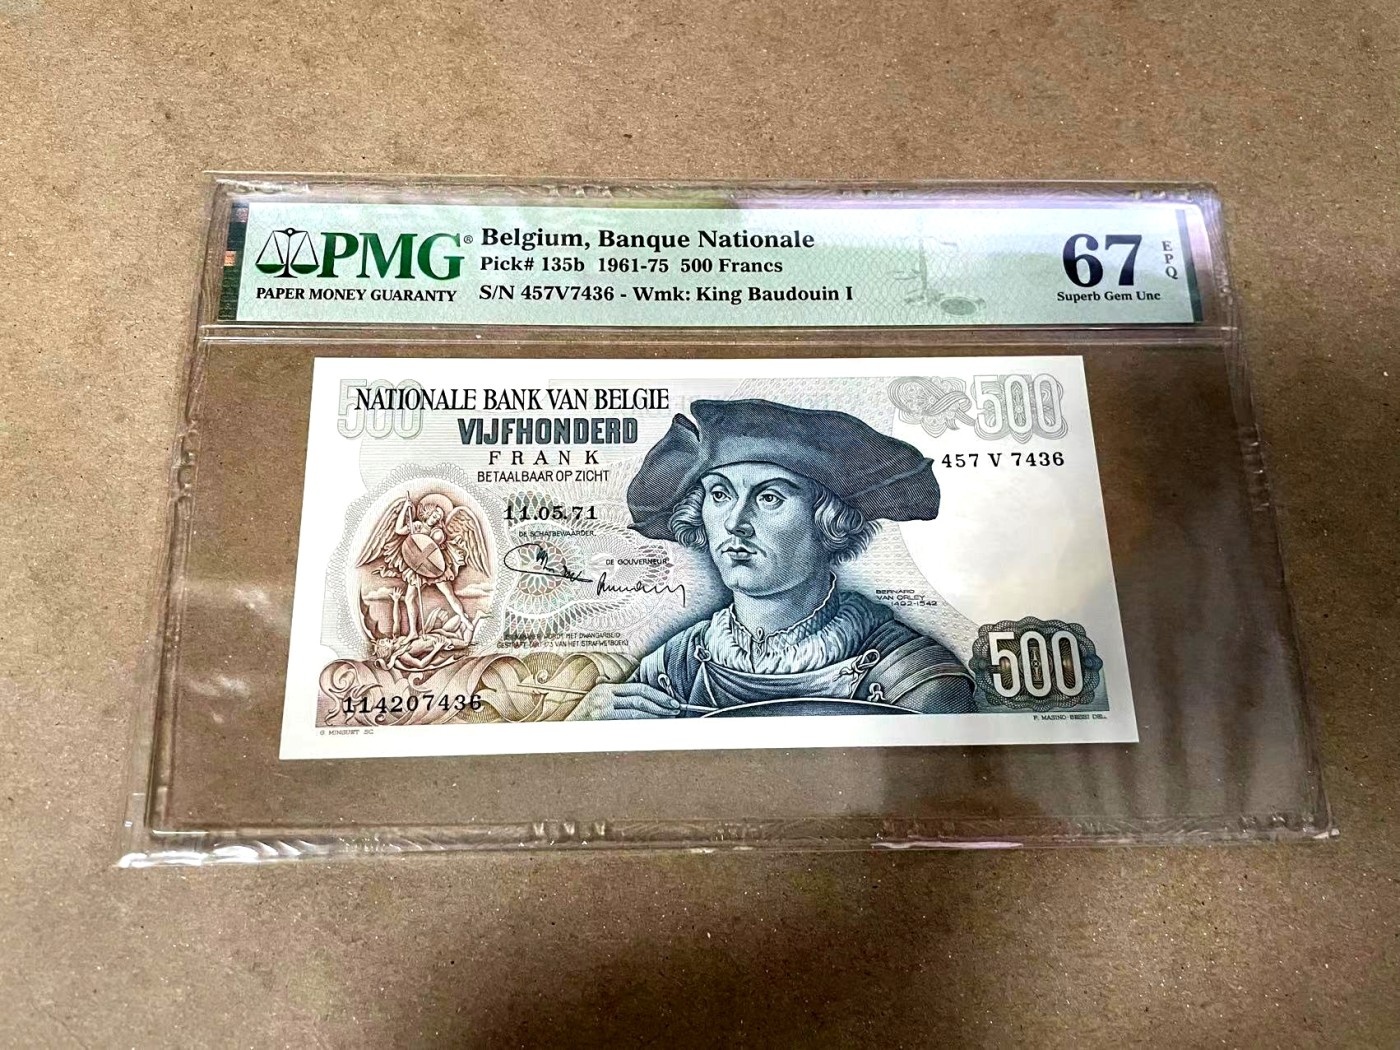 PMG®
PAPER MONEY GUARANTY
Belgium, Banque Nationale
Pick# 135b 1961-75 500 Francs
S/N 457V7436 - Wmk: King Baudouin I
67
EPQ
Superb Gem Unc
500
NATIONALE BANK VAN BELGIE
500
VIJFHONDERD
FRANK
BETAALBAAR OP ZICHT
457 V 7436
11.05.71
DE SCHATBEWAARDER,
DE GOUVERNEUR,
BERNARD
VAN ORLEY
1492-1542
500
114207436